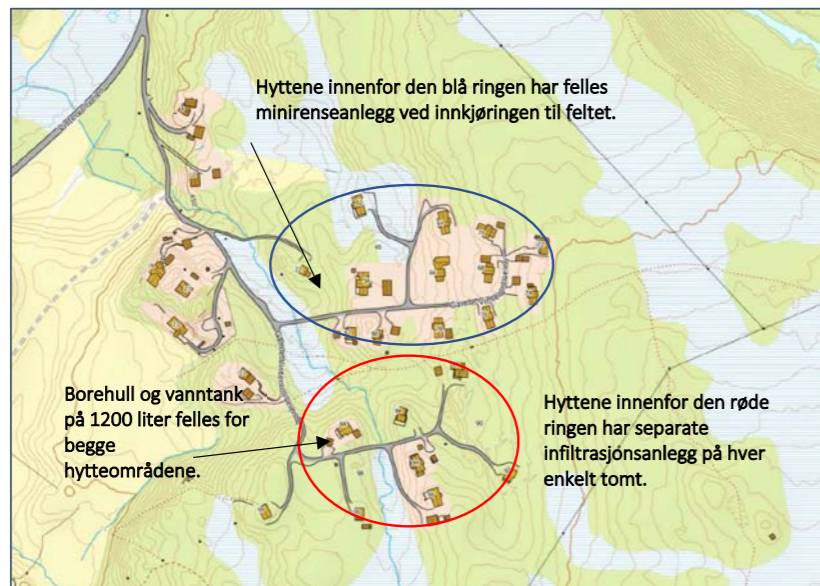 Hyttene innenfor den blå ringen har felles
minirenseanlegg ved innkjøringen til feltet.
Borehull og vanntank
på 1200 liter felles for
begge
hytteområdene.
Hyttene innenfor den røde
ringen har separate
infiltrasjonsanlegg på hver
enkelt tomt.